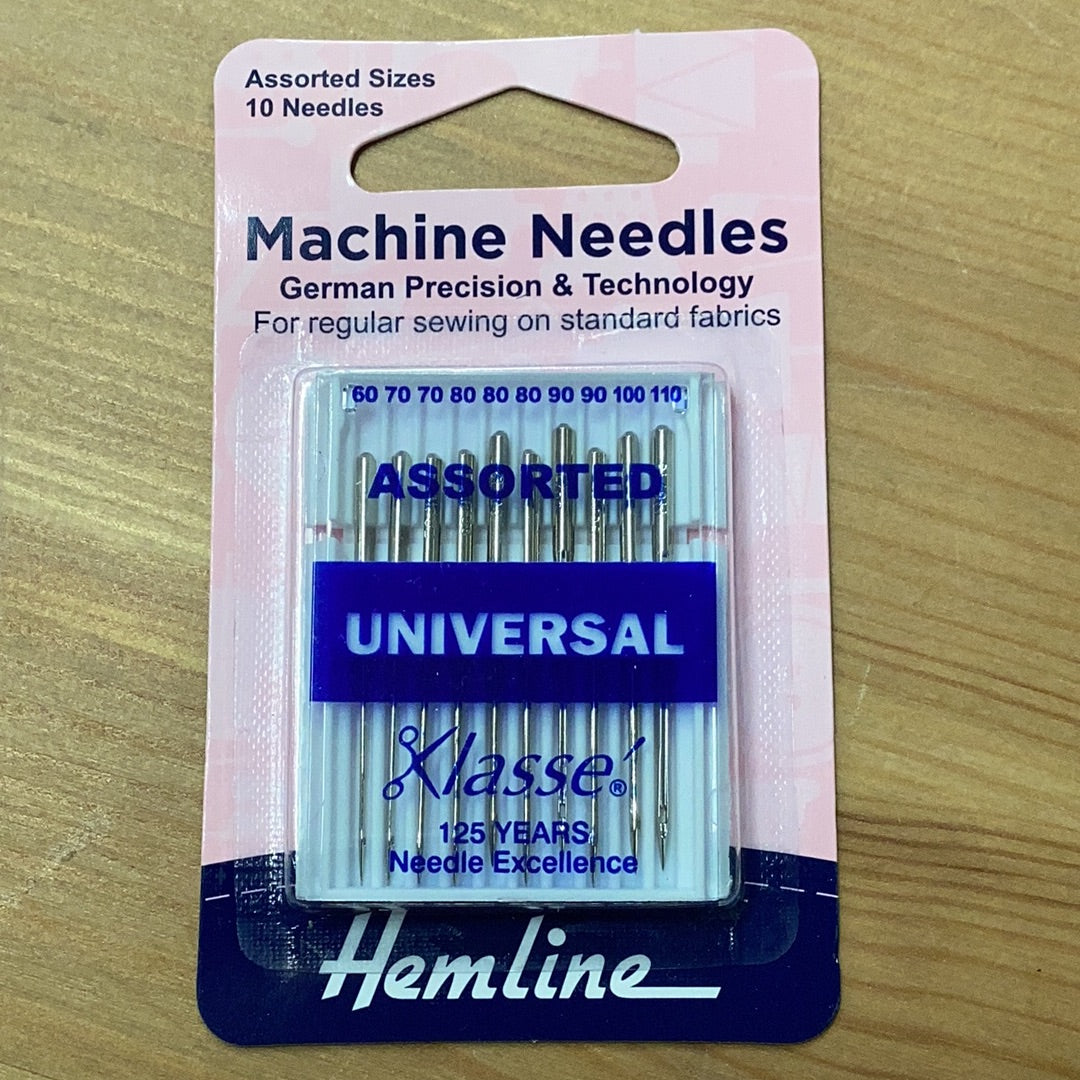 Assorted Sizes
10 Needles
Machine Needles
German Precision & Technology
For regular sewing on standard fabrics
60 70 70 80 80 80 90 90 100 110
ASSORTED
UNIVERSAL
Klassé®
125 YEARS
Needle Excellence
Hemline